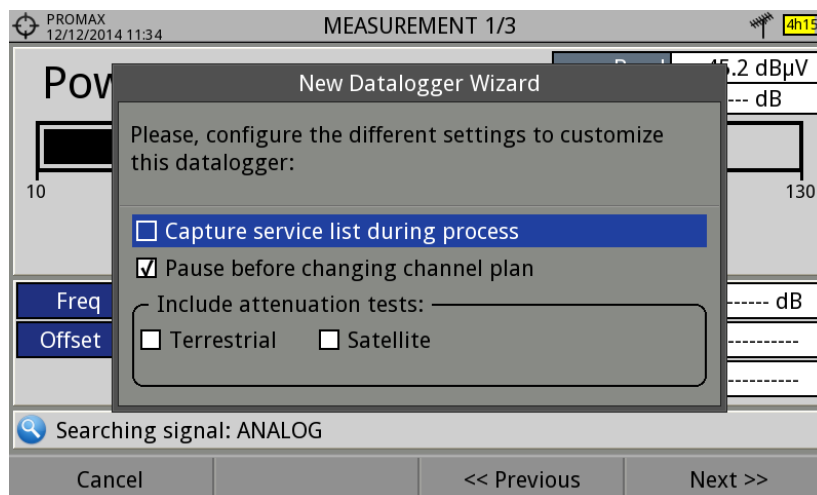 PROMAX
12/12/2014 11:34
MEASUREMENT 1/3
4h15
Pow
5.2 dBµV
--- dB
10
130
New Datalogger Wizard
Please, configure the different settings to customize
this datalogger:
Capture service list during process
Pause before changing channel plan
Include attenuation tests:
Terrestrial Satellite
Freq
------ dB
Offset
----------
----------
Searching signal: ANALOG
Cancel << Previous Next >>